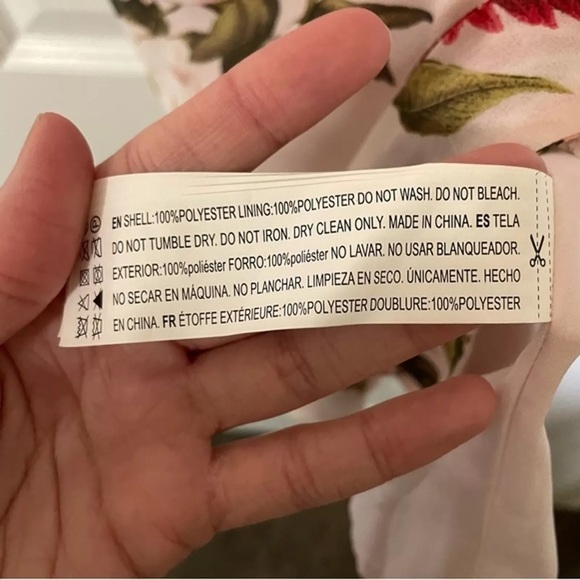 EN SHELL:100%POLYESTER LINING:100%POLYESTER DO NOT WASH. DO NOT BLEACH.
DO NOT TUMBLE DRY. DO NOT IRON. DRY CLEAN ONLY. MADE IN CHINA. ES TELA
EXTERIOR:100%poliéster FORRO:100%poliéster NO LAVAR. NO USAR BLANQUEADOR.
NO SECAR EN MÁQUINA. NO PLANCHAR. LIMPIEZA EN SECO. ÚNICAMENTE. HECHO
EN CHINA. FR ÉTOFFE EXTÉRIEURE:100%POLYESTER DOUBLURE:100%POLYESTER